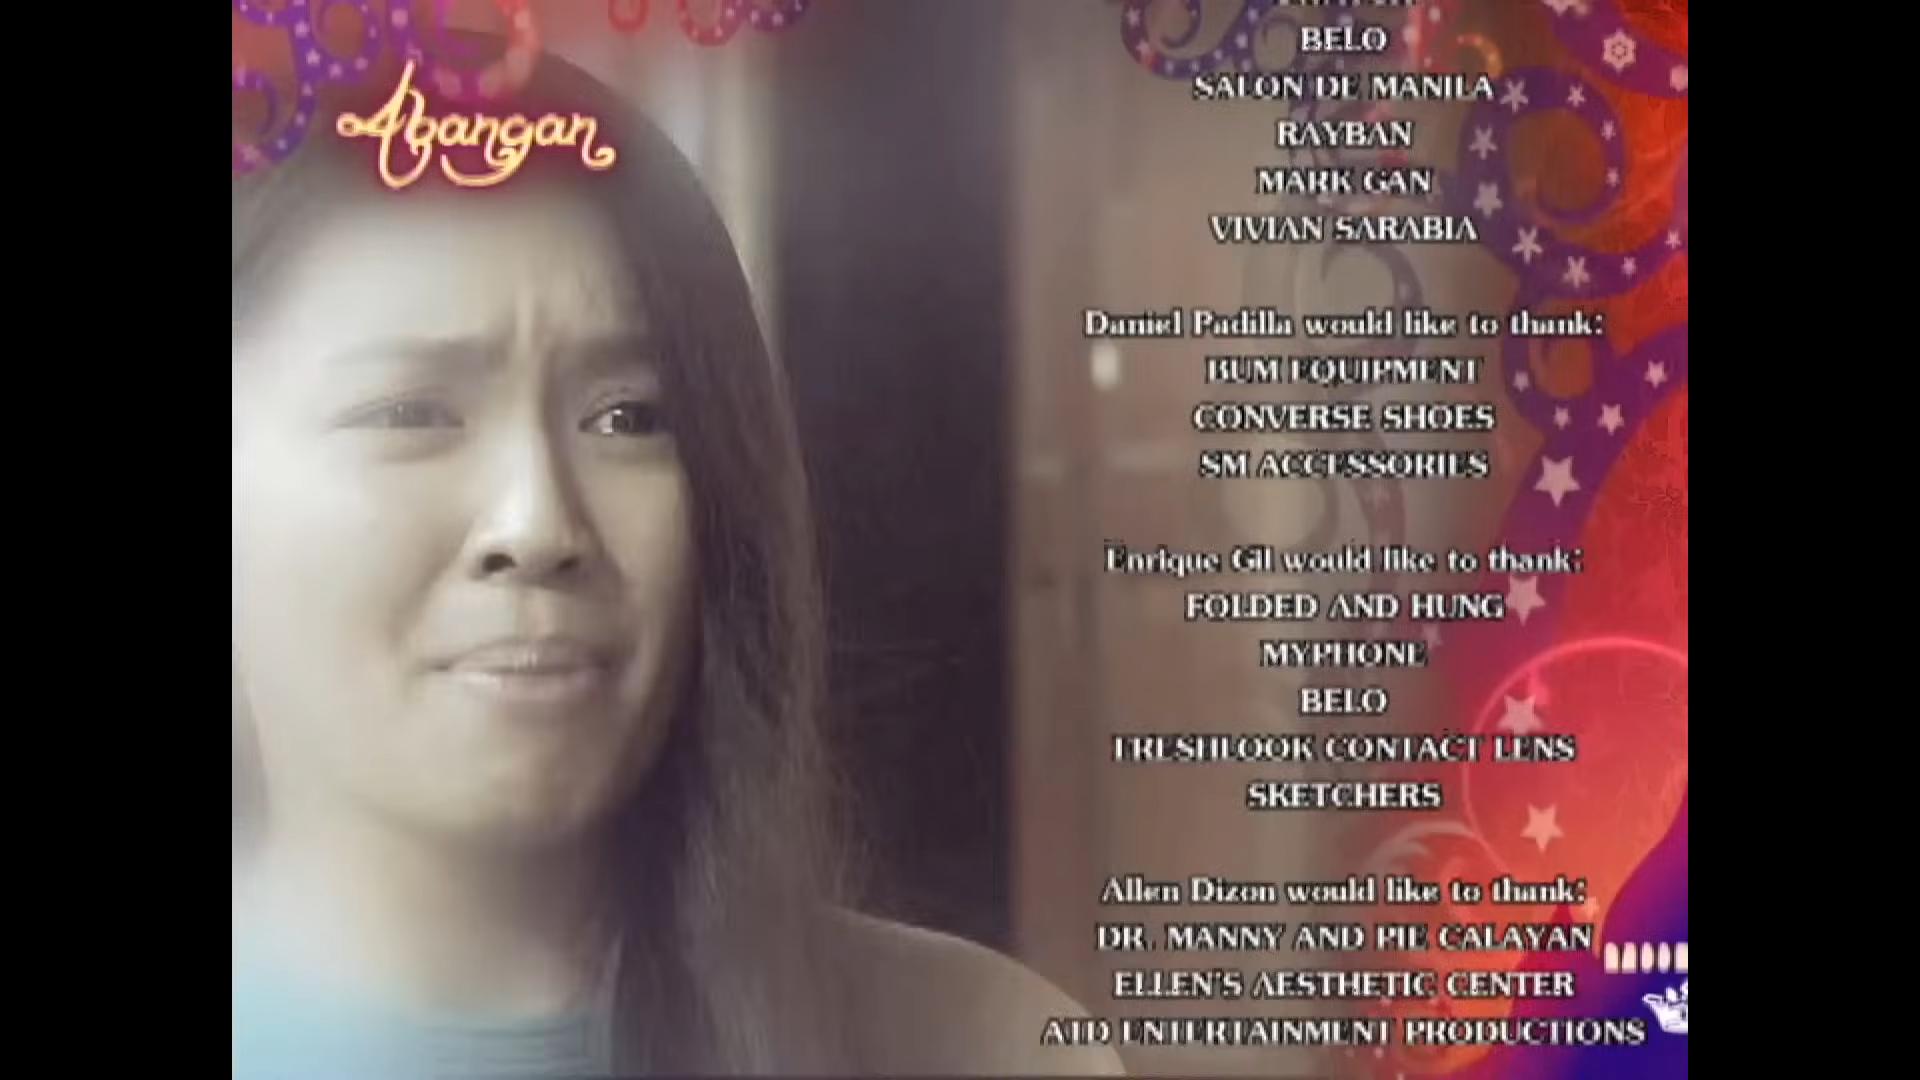 Abangan
BELO
SALON DE MANILA
RAYBAN
MARK GAN
VIVIAN SARABIA
Daniel Padilla would like to thank:
BUM EQUIPMENT
CONVERSE SHOES
SM ACCESSORIES
Enrique Gil would like to thank:
FOLDED AND HUNG
MYPHONE
BELO
FRESHLOOK CONTACT LENS
SKETCHERS
Allen Dizon would like to thank:
DR. MANNY AND PIE CALAYAN
ELLEN'S AESTHETIC CENTER
ATD ENTERTAINMENT PRODUCTIONS